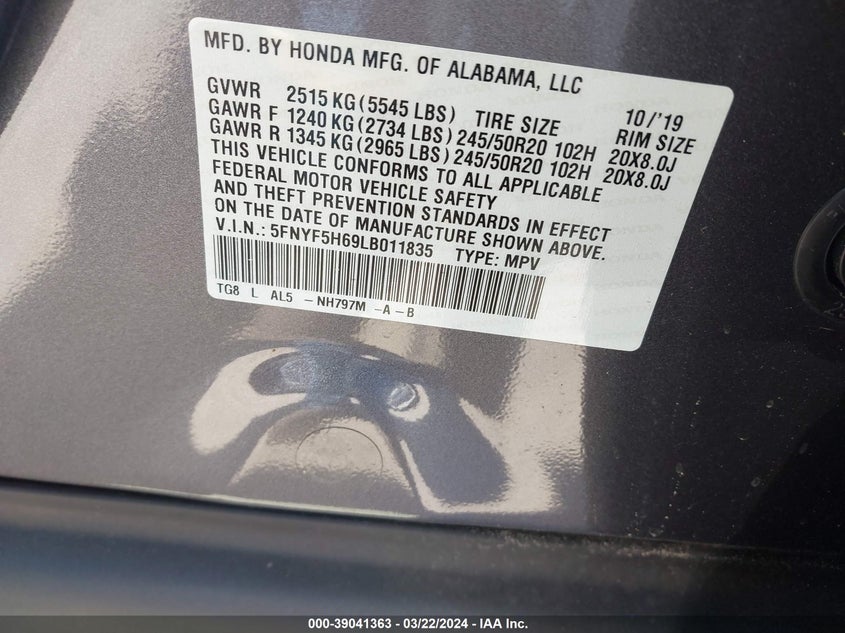 MFD. BY HONDA MFG. OF ALABAMA, LLC
GVWR 2515 KG (5545 LBS) TIRE SIZE 10/'19 RIM SIZE
GAWR F 1240 KG (2734 LBS) 245/50R20 102H 20X8.0J
GAWR R 1345 KG (2965 LBS) 245/50R20 102H 20X8.0J
THIS VEHICLE CONFORMS TO ALL APPLICABLE
FEDERAL MOTOR VEHICLE SAFETY
AND THEFT PREVENTION STANDARDS IN EFFECT
ON THE DATE OF MANUFACTURE SHOWN ABOVE.
V.I.N.: 5FNYF5H69LB011835 TYPE: MPV
TG8 L AL5 - NH797M -A - B
000-39041363 - 03/22/2024 - IAA Inc.